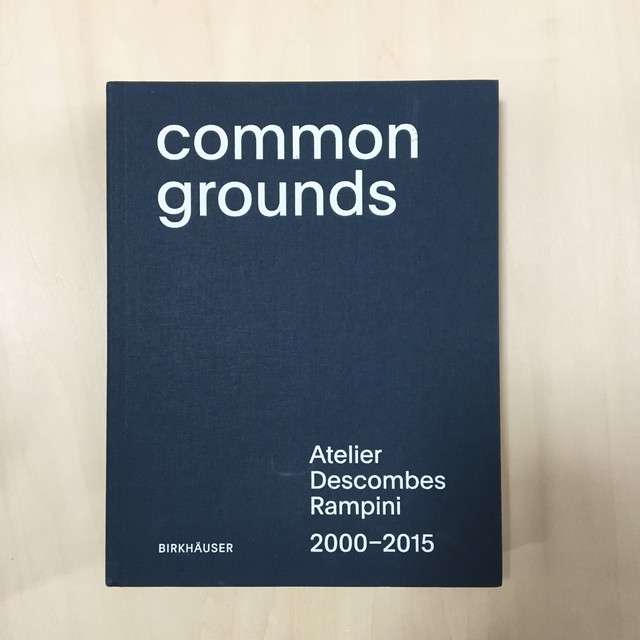 common
grounds
Atelier
Descombes
Rampini
2000–2015
BIRKHÄUSER